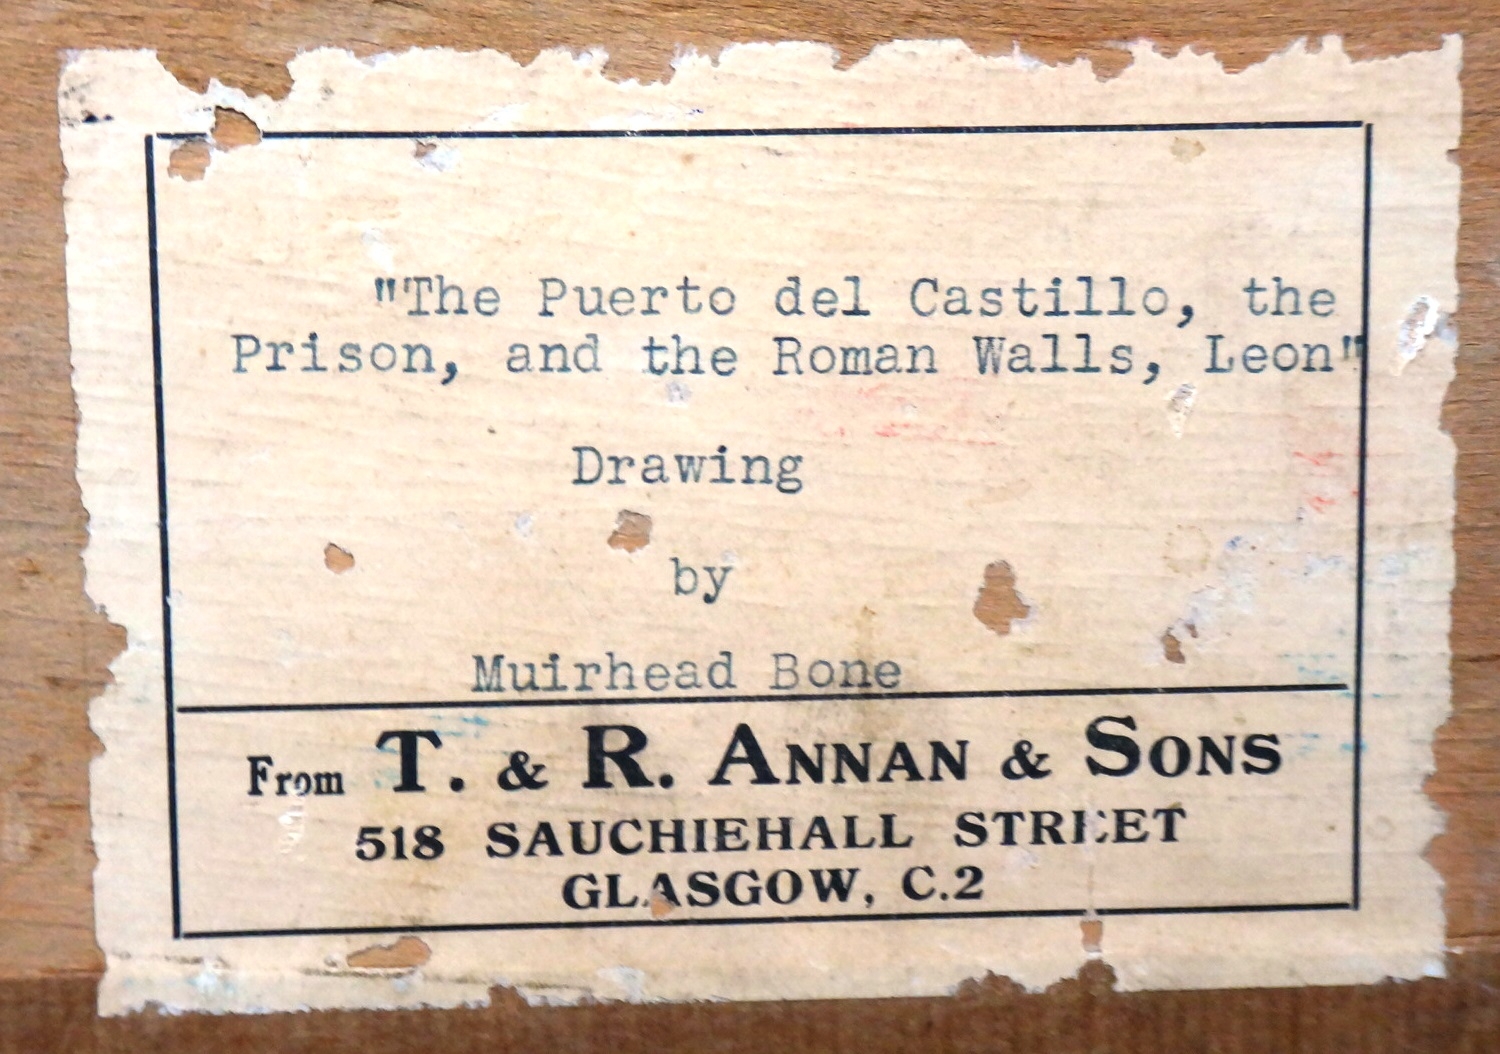 "The Puerto del Castillo, the
Prison, and the Roman Walls, Leon"
Drawing
by
Muirhead Bone
From T. & R. ANNAN & SONS
518 SAUCHIEHALL STREET
GLASGOW, C.2